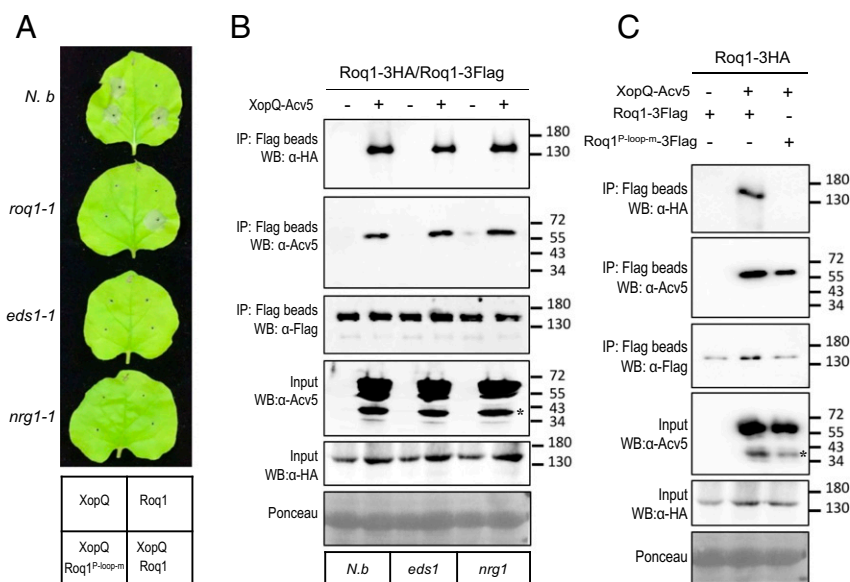 A
N. b
roq1-1
eds1-1
nrg1-1
XopQ
Roq1
XopQ
Roq1P-loop-m
XopQ
Roq1
B
Roq1-3HA/Roq1-3Flag
XopQ-Acv5 - + - + - +
IP: Flag beads
WB: α-HA
180
130
IP: Flag beads
WB: α-Acv5
72
55
43
34
IP: Flag beads
WB: α-Flag
180
130
Input
WB:α-Acv5
72
55
43
34
*
Input
WB:α-HA
180
130
Ponceau
N.b eds1 nrg1
C
Roq1-3HA
XopQ-Acv5 - + +
Roq1-3Flag + + -
Roq1P-loop-m-3Flag - - +
IP: Flag beads
WB: α-HA
180
130
IP: Flag beads
WB: α-Acv5
72
55
43
34
IP: Flag beads
WB: α-Flag
180
130
Input
WB:α-Acv5
72
55
43
34
*
Input
WB:α-HA
180
130
Ponceau